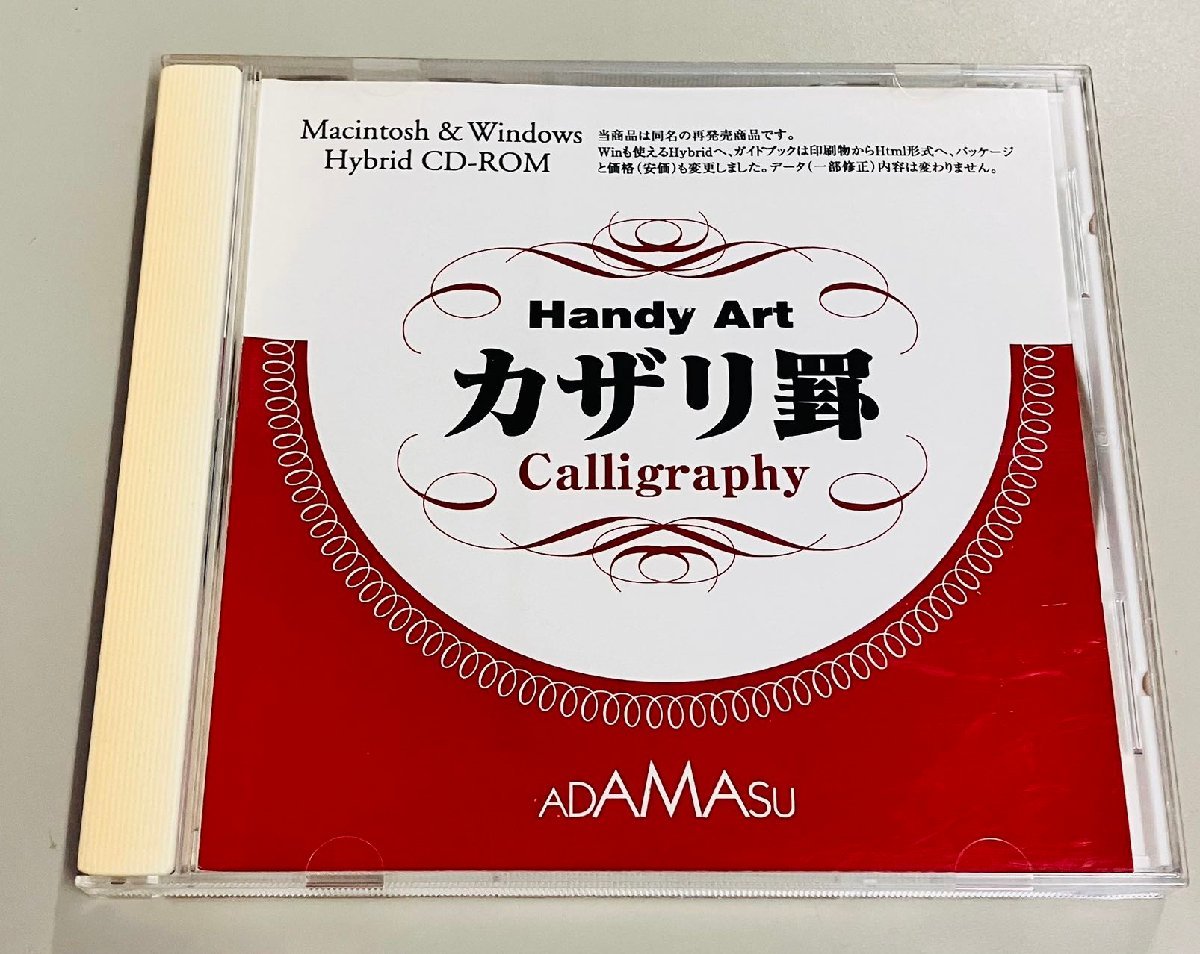 Macintosh & Windows
Hybrid CD-ROM
当商品は同名の再発売商品です。
Winも使えるHybridへ、ガイドブックは印刷物からHtml形式へ、パッケージ
と価格(安価)も変更しました。データ(一部修正)内容は変わりません。
Handy Art
カザリ罫
Calligraphy
ADAMASU